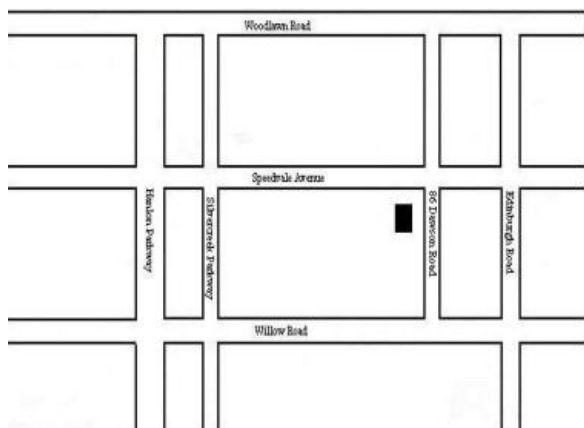 Woodlawn Road
Speedvale Avenue
Hanlon Parkway
Silvercreek Parkway
86 Dawson Road
Edinburgh Road
Willow Road